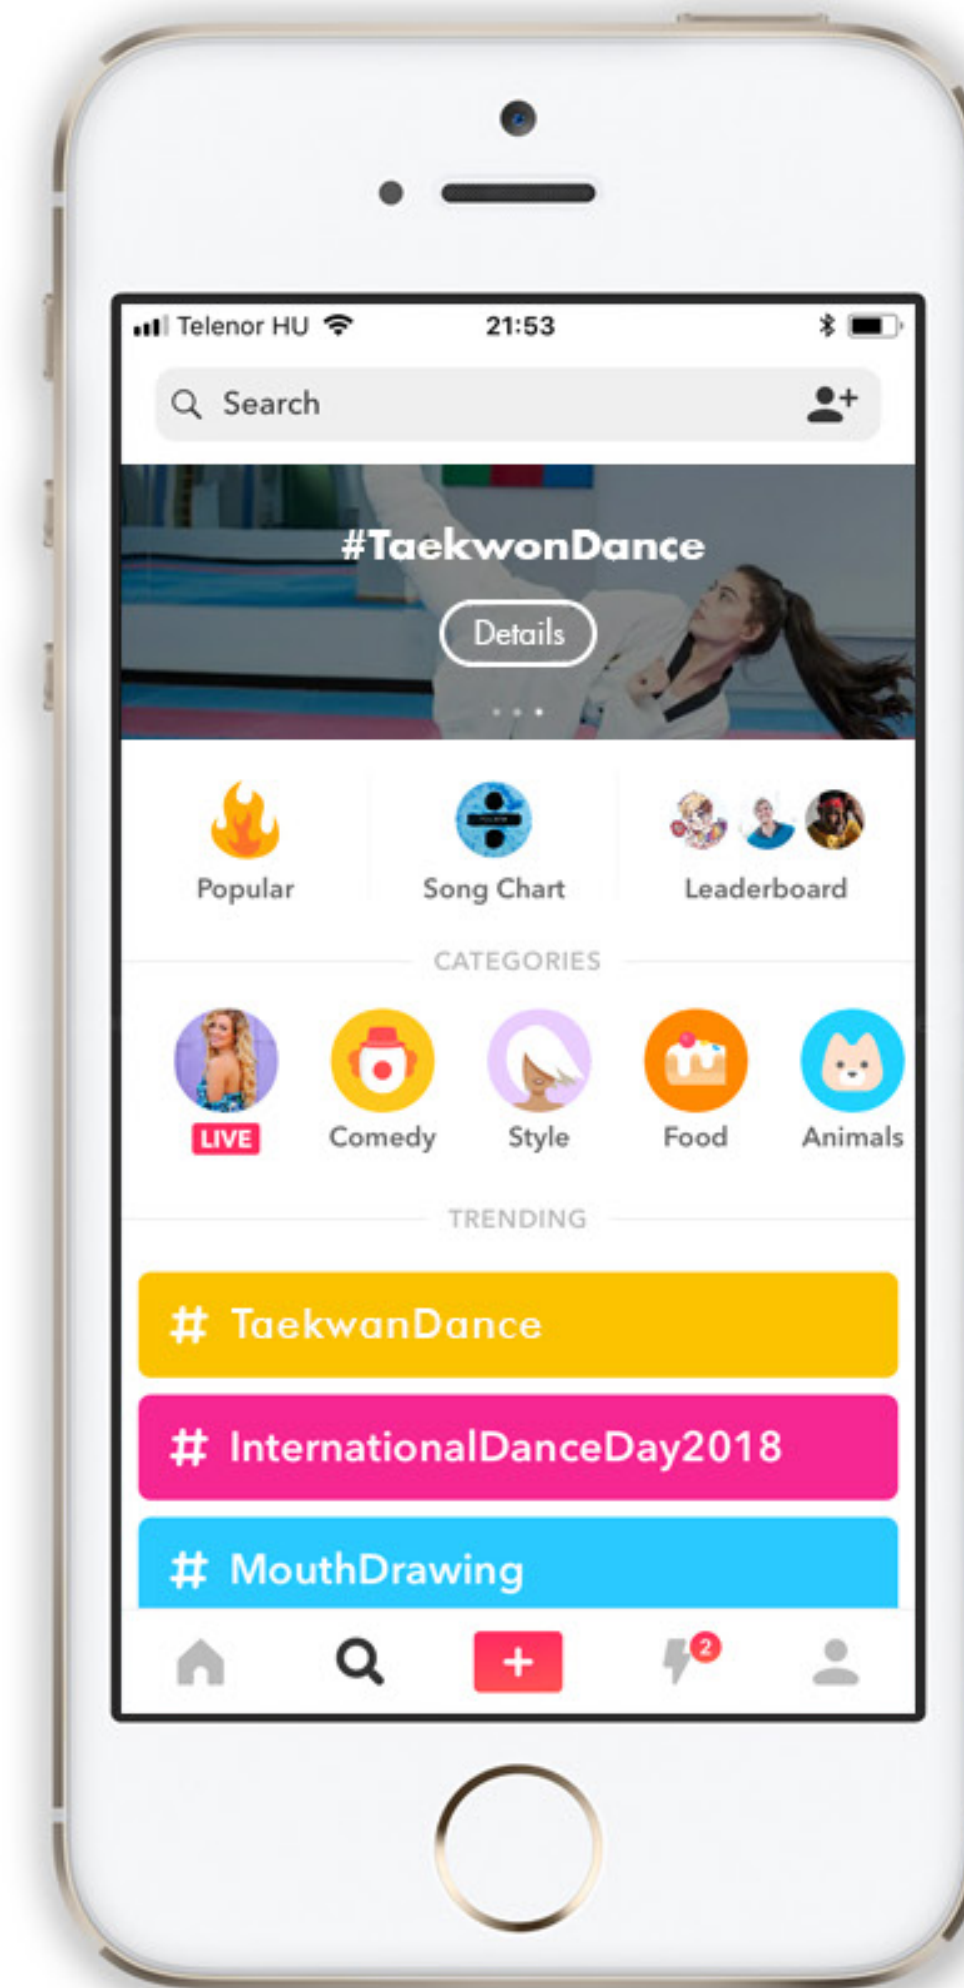 Telenor HU 21:53
Search
#TaekwonDance
Details
Popular Song Chart Leaderboard
CATEGORIES
LIVE Comedy Style Food Animals
TRENDING
# TaekwanDance
# InternationalDanceDay2018
# MouthDrawing
+ 2